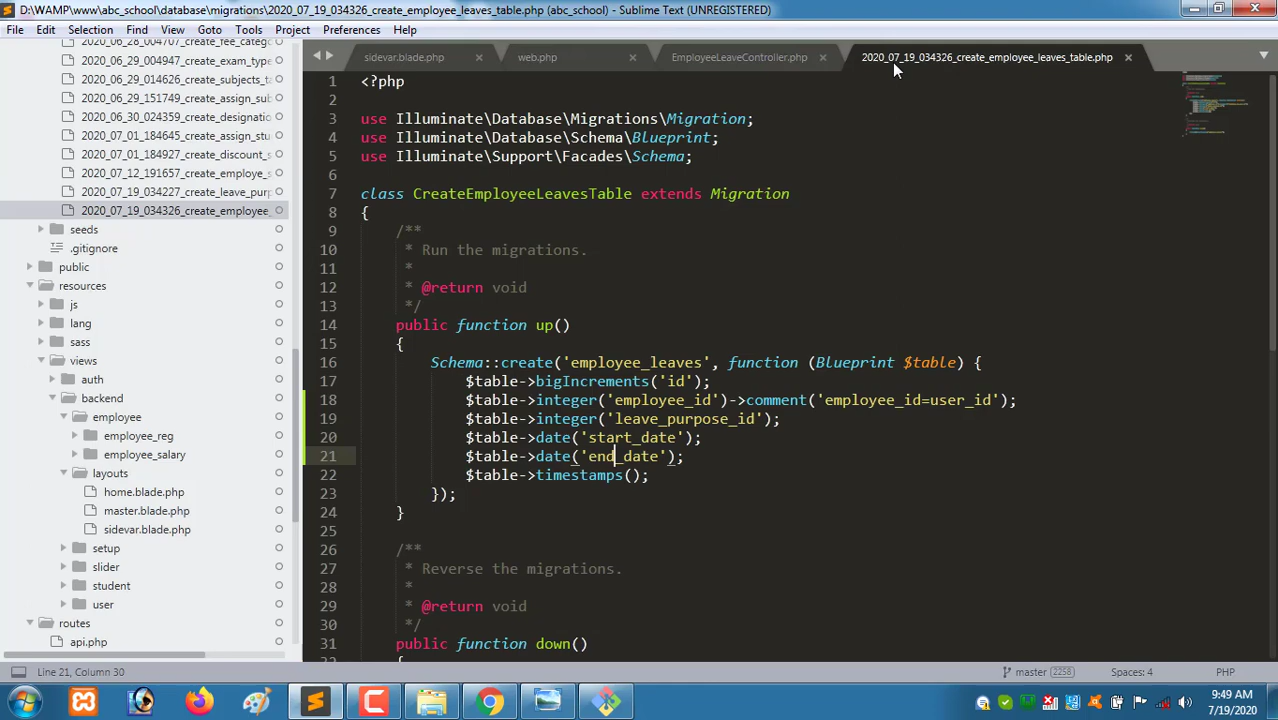 D:\WAMP\www\abc_school\database\migrations\2020_07_19_034326_create_employee_leaves_table.php (abc_school) - Sublime Text (UNREGISTERED)
File Edit Selection Find View Goto Tools Project Preferences Help
sidevar.blade.php
web.php
EmployeeLeaveController.php
2020_07_19_034326_create_employee_leaves_table.php
2020_06_28_004707_create_fee_categ
2020_06_29_004947_create_exam_type
2020_06_29_014626_create_subjects_ta
2020_06_29_151749_create_assign_sub
2020_06_30_024359_create_designation
2020_07_01_184645_create_assign_stu
2020_07_01_184927_create_discount_s
2020_07_12_191657_create_employe_s
2020_07_19_034227_create_leave_purp
2020_07_19_034326_create_employee_
seeds
.gitignore
public
resources
js
lang
sass
views
auth
backend
employee
employee_reg
employee_salary
layouts
home.blade.php
master.blade.php
sidevar.blade.php
setup
slider
student
user
routes
api.php
1 <?php
2
3 use Illuminate\Database\Migrations\Migration;
4 use Illuminate\Database\Schema\Blueprint;
5 use Illuminate\Support\Facades\Schema;
6
7 class CreateEmployeeLeavesTable extends Migration
8 {
9 /**
10 * Run the migrations.
11 *
12 * @return void
13 */
14 public function up()
15 {
16 Schema::create('employee_leaves', function (Blueprint $table) {
17 $table->bigIncrements('id');
18 $table->integer('employee_id')->comment('employee_id=user_id');
19 $table->integer('leave_purpose_id');
20 $table->date('start_date');
21 $table->date('end_date');
22 $table->timestamps();
23 });
24 }
25
26 /**
27 * Reverse the migrations.
28 *
29 * @return void
30 */
31 public function down()
Line 21, Column 30
master 2258
Spaces: 4
PHP
9:49 AM
7/19/2020